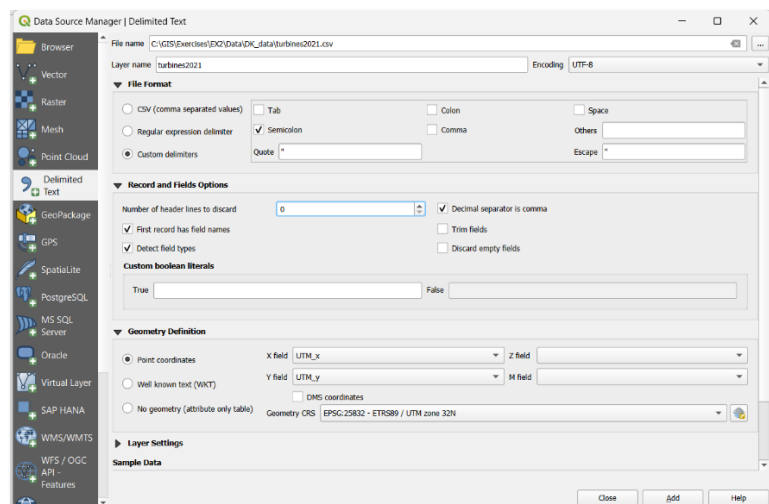 Data Source Manager | Delimited Text
Browser
Vector
Raster
Mesh
Point Cloud
Delimited
Text
GeoPackage
GPS
SpatiaLite
PostgreSQL
MS SQL
Server
Oracle
Virtual Layer
SAP HANA
WMS/WMTS
WFS / OGC
API -
Features
File name C:\GIS\Exercises\EX2\Data\DK_data\turbines2021.csv ...
Layer name turbines2021 Encoding UTF-8
File Format
CSV (comma separated values) Tab Colon Space
Regular expression delimiter Semicolon Comma Others
Custom delimiters Quote " Escape "
Record and Fields Options
Number of header lines to discard 0 Decimal separator is comma
First record has field names Trim fields
Detect field types Discard empty fields
Custom boolean literals
True False
Geometry Definition
Point coordinates X field UTM_x Z field
Well known text (WKT) Y field UTM_y M field
DMS coordinates
No geometry (attribute only table) Geometry CRS EPSG:25832 - ETRS89 / UTM zone 32N
Layer Settings
Sample Data
Close Add Help